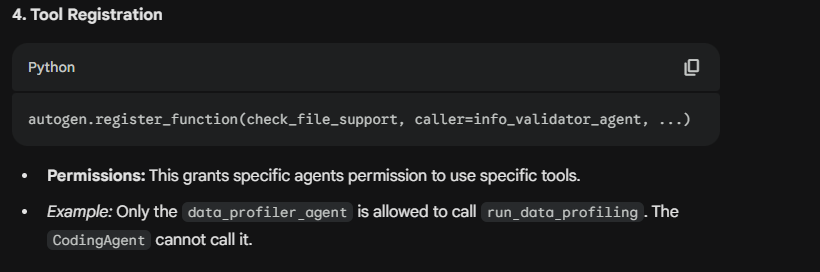 4. Tool Registration
Python
autogen.register_function(check_file_support, caller=info_validator_agent, ...)
• Permissions: This grants specific agents permission to use specific tools.
• Example: Only the data_profiler_agent is allowed to call run_data_profiling. The
CodingAgent cannot call it.